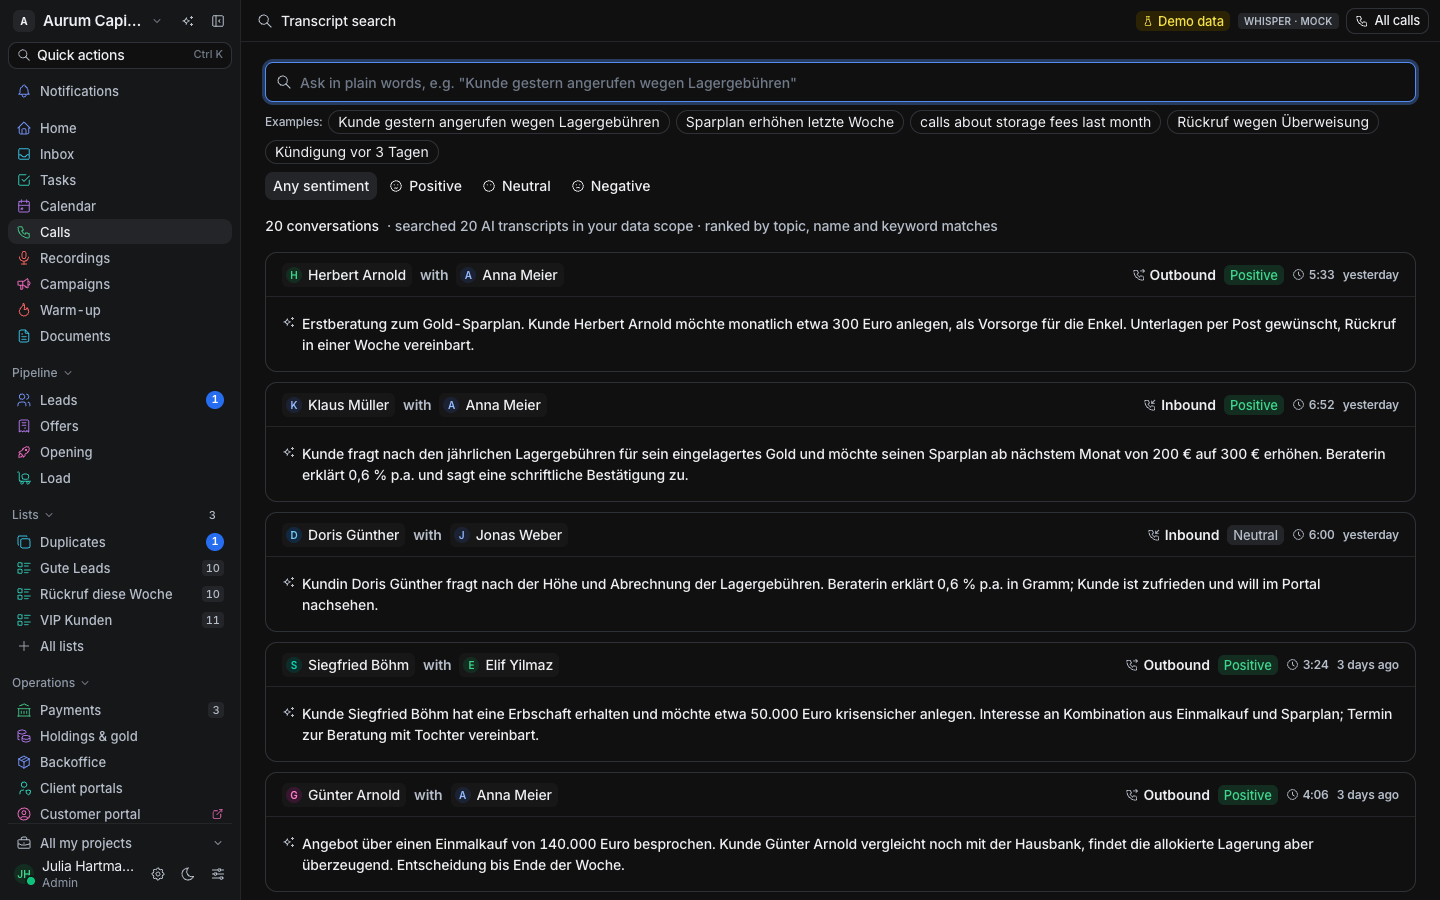 A Aurum Capi...
Quick actions Ctrl K
Notifications
Home
Inbox
Tasks
Calendar
Calls
Recordings
Campaigns
Warm-up
Documents
Pipeline
Leads 1
Offers
Opening
Load
Lists 3
Duplicates 1
Gute Leads 10
Rückruf diese Woche 10
VIP Kunden 11
All lists
Operations
Payments 3
Holdings & gold
Backoffice
Client portals
Customer portal
All my projects
JH Julia Hartma...
Admin
Transcript search
Demo data WHISPER · MOCK All calls
Ask in plain words, e.g. "Kunde gestern angerufen wegen Lagergebühren"
Examples: Kunde gestern angerufen wegen Lagergebühren Sparplan erhöhen letzte Woche calls about storage fees last month Rückruf wegen Überweisung
Kündigung vor 3 Tagen
Any sentiment Positive Neutral Negative
20 conversations · searched 20 AI transcripts in your data scope · ranked by topic, name and keyword matches
H Herbert Arnold with A Anna Meier Outbound Positive 5:33 yesterday
Erstberatung zum Gold-Sparplan. Kunde Herbert Arnold möchte monatlich etwa 300 Euro anlegen, als Vorsorge für die Enkel. Unterlagen per Post gewünscht, Rückruf
in einer Woche vereinbart.
K Klaus Müller with A Anna Meier Inbound Positive 6:52 yesterday
Kunde fragt nach den jährlichen Lagergebühren für sein eingelagertes Gold und möchte seinen Sparplan ab nächstem Monat von 200 € auf 300 € erhöhen. Beraterin
erklärt 0,6 % p.a. und sagt eine schriftliche Bestätigung zu.
D Doris Günther with J Jonas Weber Inbound Neutral 6:00 yesterday
Kundin Doris Günther fragt nach der Höhe und Abrechnung der Lagergebühren. Beraterin erklärt 0,6 % p.a. in Gramm; Kunde ist zufrieden und will im Portal
nachsehen.
S Siegfried Böhm with E Elif Yilmaz Outbound Positive 3:24 3 days ago
Kunde Siegfried Böhm hat eine Erbschaft erhalten und möchte etwa 50.000 Euro krisensicher anlegen. Interesse an Kombination aus Einmalkauf und Sparplan; Termin
zur Beratung mit Tochter vereinbart.
G Günter Arnold with A Anna Meier Outbound Positive 4:06 3 days ago
Angebot über einen Einmalkauf von 140.000 Euro besprochen. Kunde Günter Arnold vergleicht noch mit der Hausbank, findet die allokierte Lagerung aber
überzeugend. Entscheidung bis Ende der Woche.